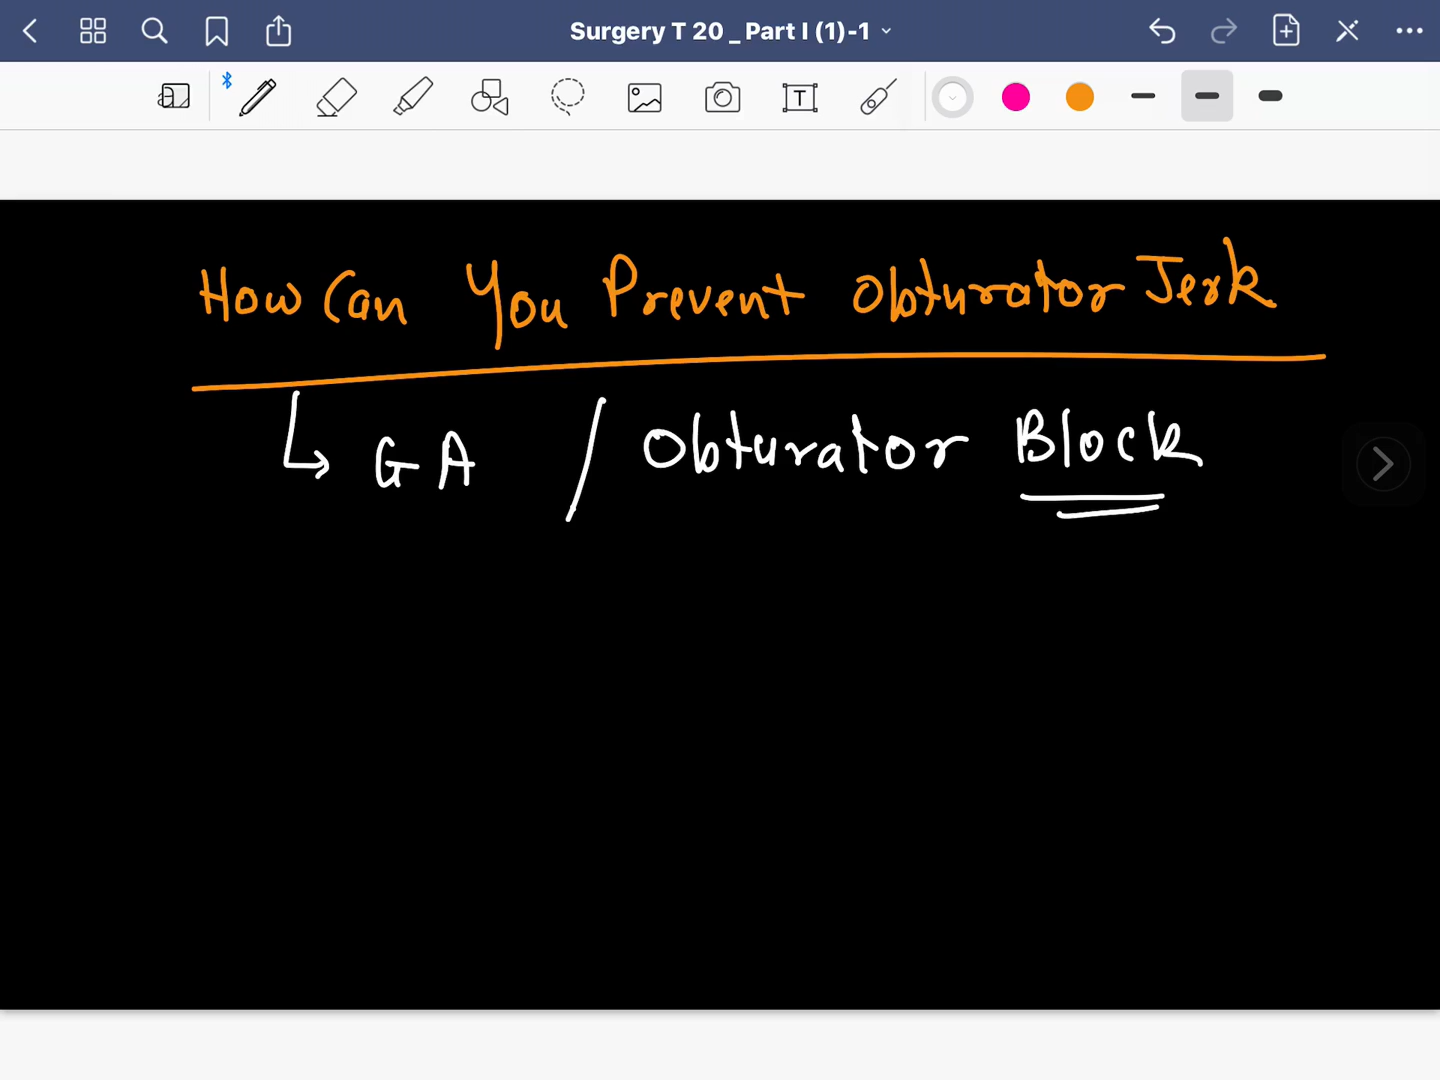 Surgery T 20 _ Part I (1)-1
T
How Can You Prevent Obturator Jerk
GA / Obturator Block